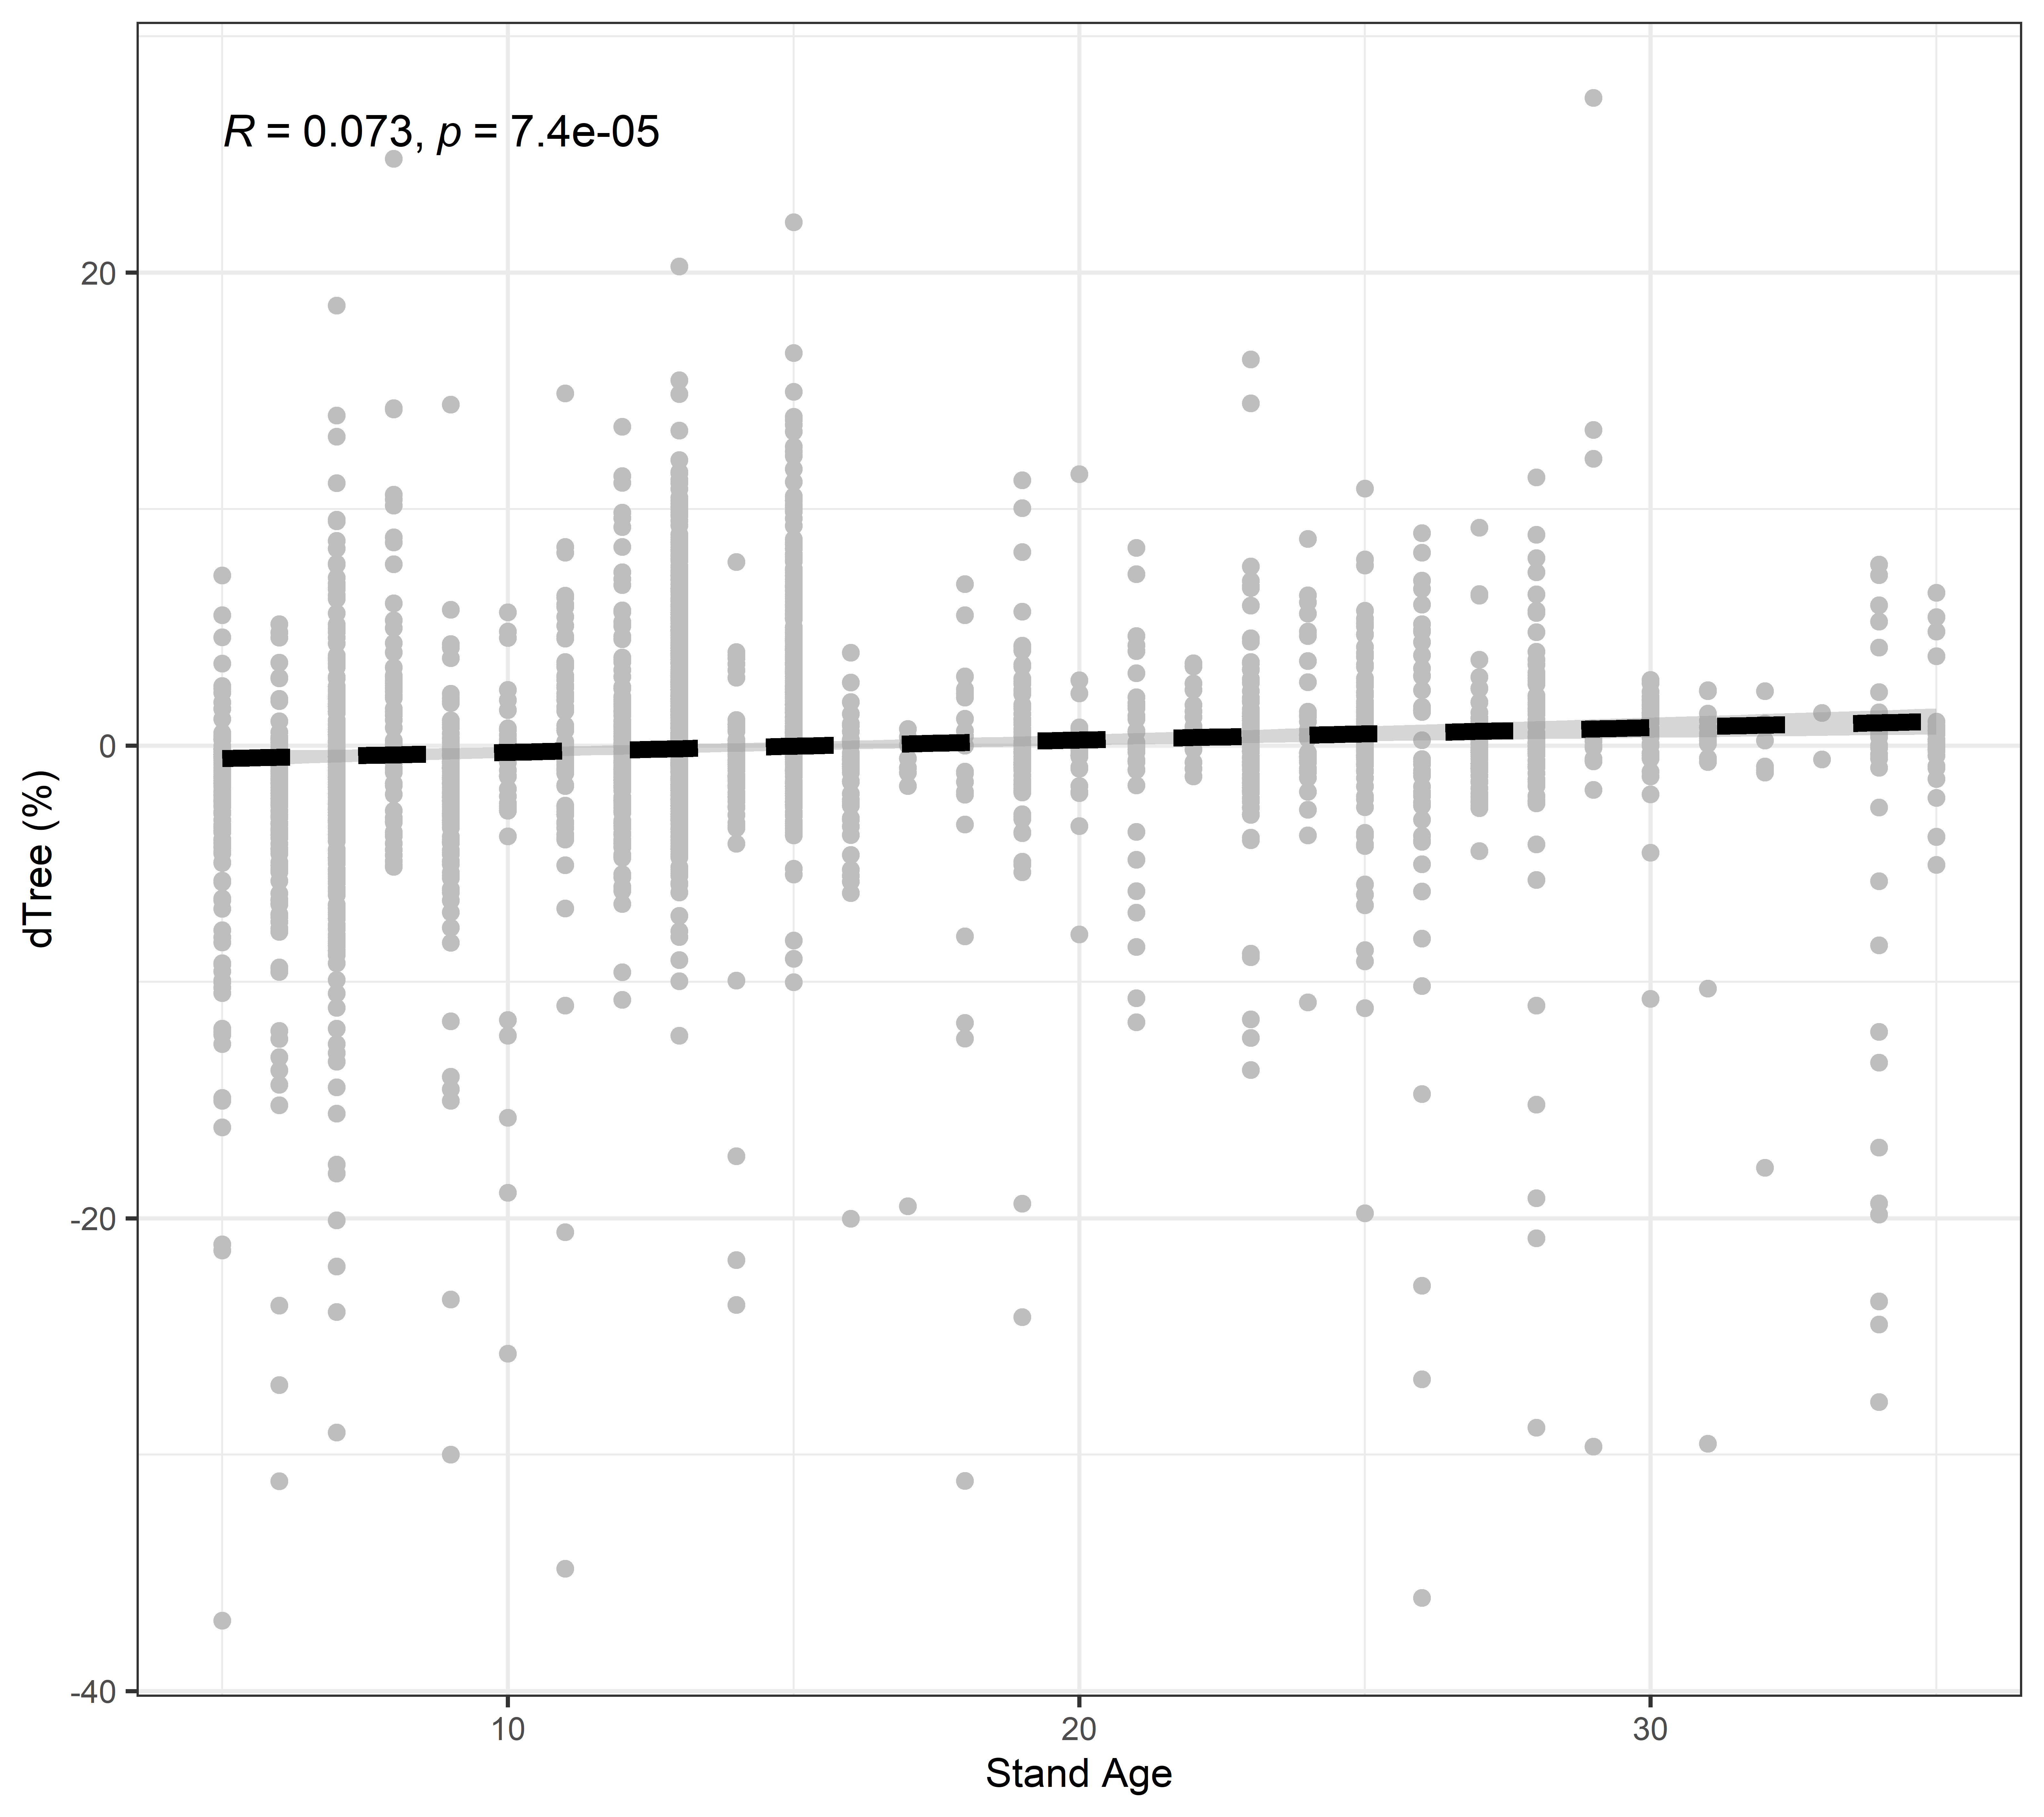 R = 0.073, p = 7.4e-05
20
0
-20
-40
dTree (%)
10
20
30
Stand Age